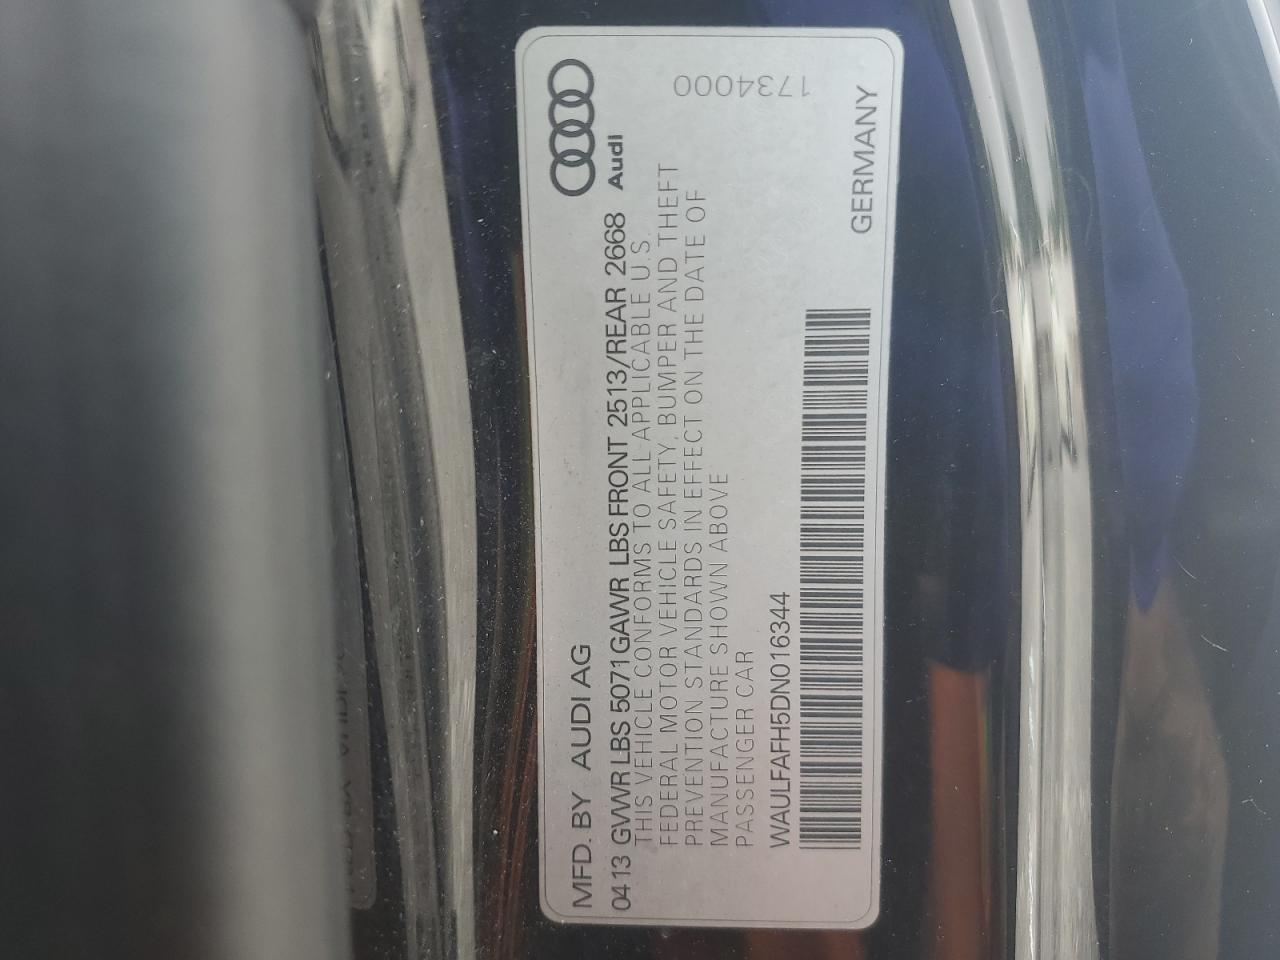 MFD. BY AUDI AG
0413 GVWR LBS 5071 GAWR LBS FRONT 2513/REAR 2668
Audi
THIS VEHICLE CONFORMS TO ALL APPLICABLE U.S.
FEDERAL MOTOR VEHICLE SAFETY, BUMPER AND THEFT
PREVENTION STANDARDS IN EFFECT ON THE DATE OF
MANUFACTURE SHOWN ABOVE
PASSENGER CAR
1734000
WAULFAFH5DN016344
GERMANY